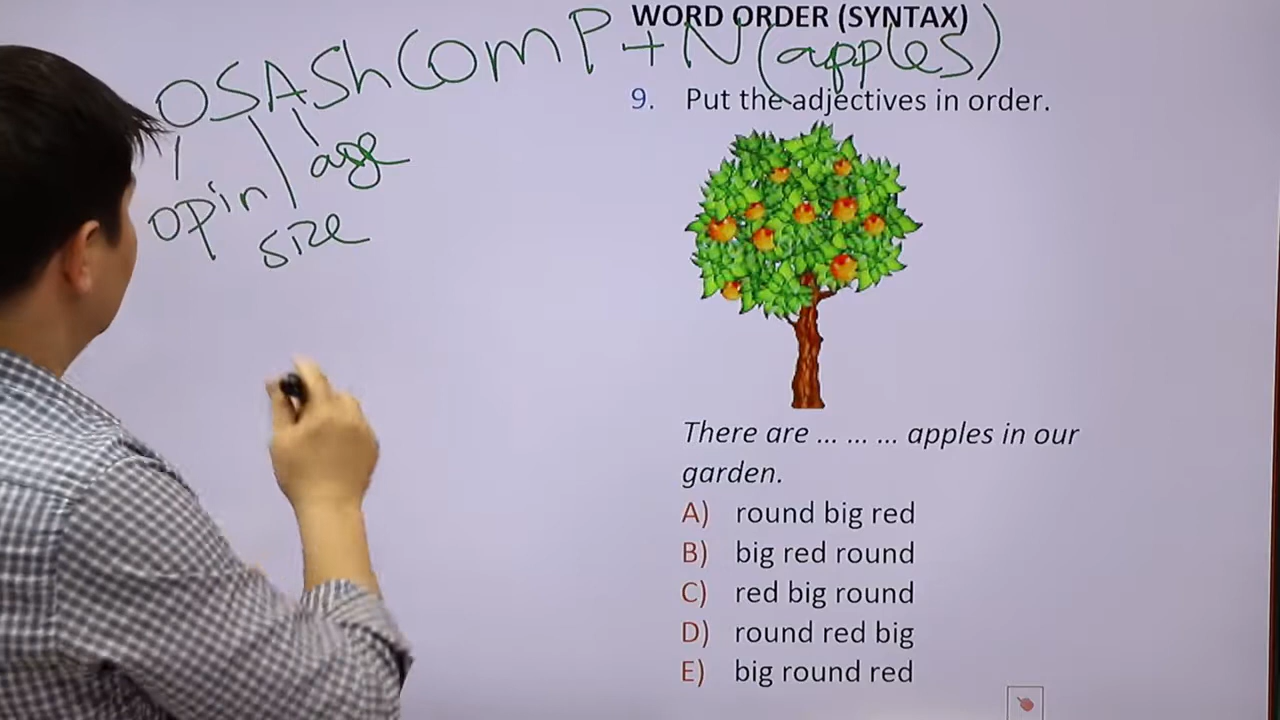 WORD ORDER (SYNTAX)
OSAShComP + N (apples)
opin
size
age
9. Put the adjectives in order.
There are ... ... ... apples in our
garden.
A) round big red
B) big red round
C) red big round
D) round red big
E) big round red